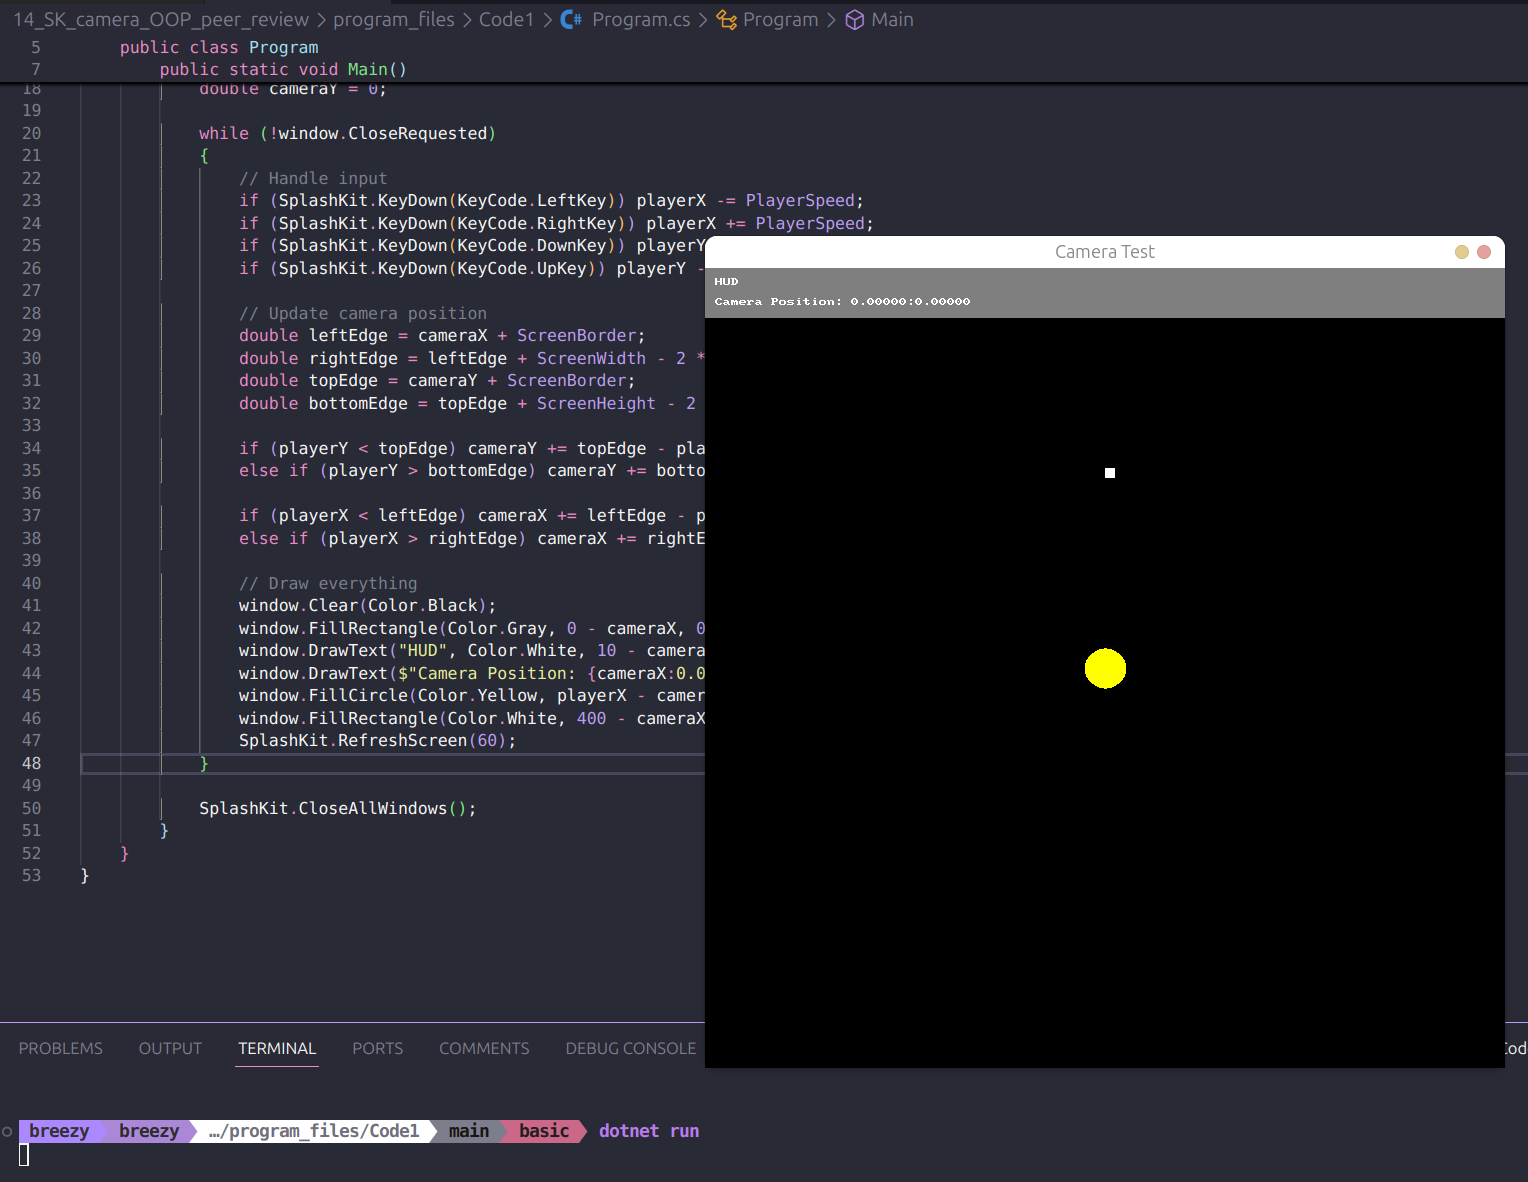 14_SK_camera_OOP_peer_review > program_files > Code1 > C# Program.cs > Program > Main
5 public class Program
7 public static void Main()
18 double cameraY = 0;
19
20 while (!window.CloseRequested)
21 {
22 // Handle input
23 if (SplashKit.KeyDown(KeyCode.LeftKey)) playerX -= PlayerSpeed;
24 if (SplashKit.KeyDown(KeyCode.RightKey)) playerX += PlayerSpeed;
25 if (SplashKit.KeyDown(KeyCode.DownKey)) playerY
26 if (SplashKit.KeyDown(KeyCode.UpKey)) playerY -
27
28 // Update camera position
29 double leftEdge = cameraX + ScreenBorder;
30 double rightEdge = leftEdge + ScreenWidth - 2 *
31 double topEdge = cameraY + ScreenBorder;
32 double bottomEdge = topEdge + ScreenHeight - 2
33
34 if (playerY < topEdge) cameraY += topEdge - pla
35 else if (playerY > bottomEdge) cameraY += botto
36
37 if (playerX < leftEdge) cameraX += leftEdge - p
38 else if (playerX > rightEdge) cameraX += rightE
39
40 // Draw everything
41 window.Clear(Color.Black);
42 window.FillRectangle(Color.Gray, 0 - cameraX, 0
43 window.DrawText("HUD", Color.White, 10 - camera
44 window.DrawText($"Camera Position: {cameraX:0.0
45 window.FillCircle(Color.Yellow, playerX - camer
46 window.FillRectangle(Color.White, 400 - cameraX
47 SplashKit.RefreshScreen(60);
48 }
49
50 SplashKit.CloseAllWindows();
51 }
52 }
53 }
Camera Test
HUD
Camera Position: 0.00000:0.00000
PROBLEMS OUTPUT TERMINAL PORTS COMMENTS DEBUG CONSOLE Cod
breezy breezy …/program_files/Code1 main basic dotnet run